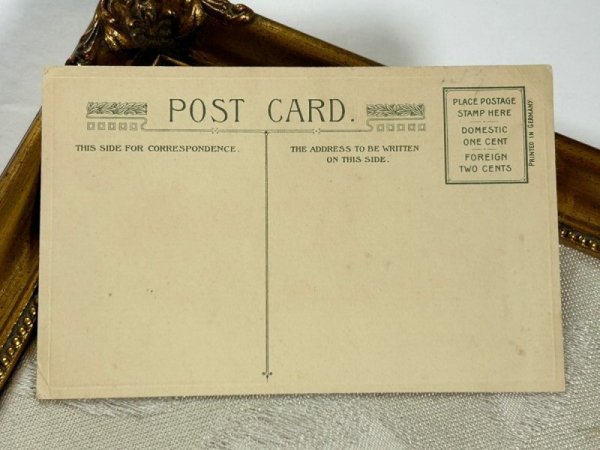 POST CARD.
THIS SIDE FOR CORRESPONDENCE.
THE ADDRESS TO BE WRITTEN
ON THIS SIDE.
PLACE POSTAGE
STAMP HERE
DOMESTIC
ONE CENT
FOREIGN
TWO CENTS
PRINTED IN GERMANY